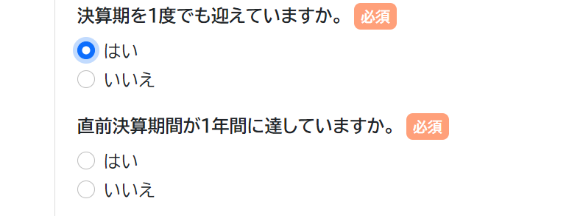 決算期を1度でも迎えていますか。 必須
はい
いいえ
直前決算期間が1年間に達していますか。 必須
はい
いいえ